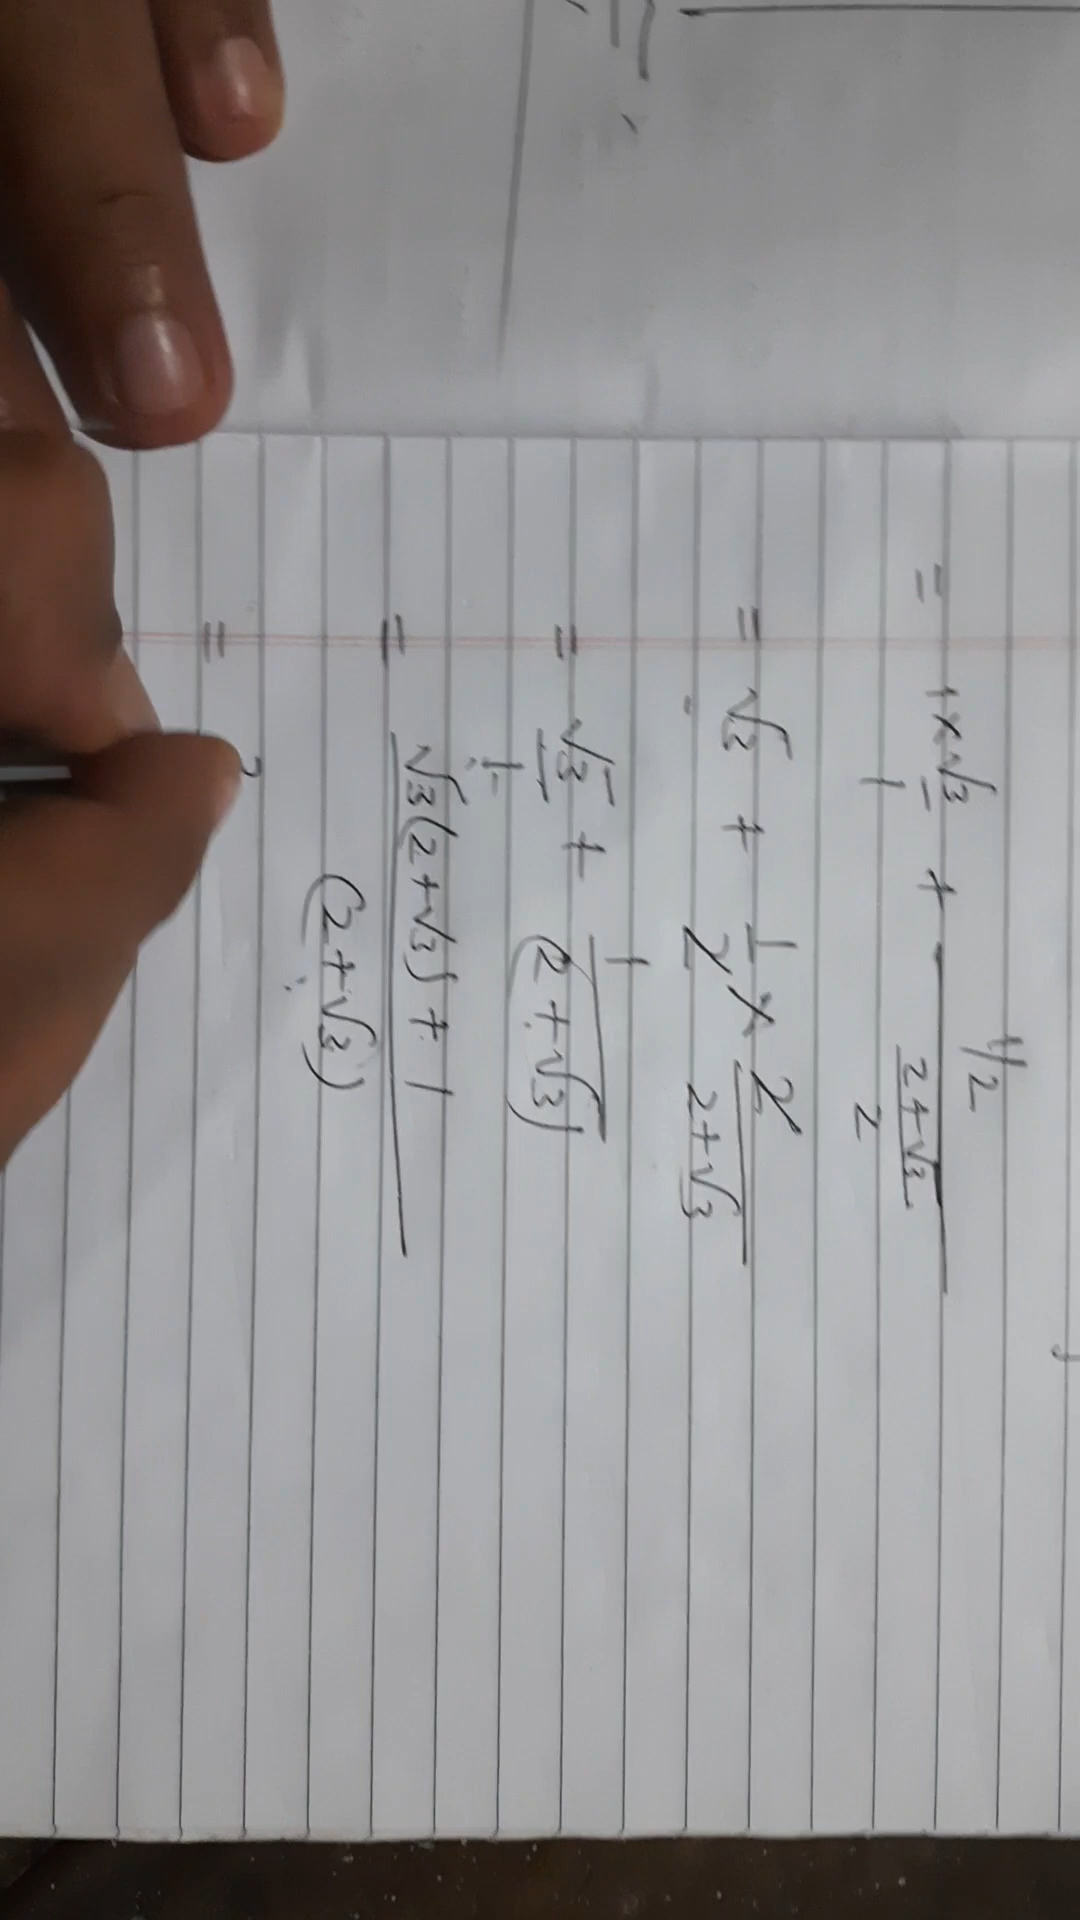 = 1×√3/1 + (1/2)/((2+√3)/2)
= √3 + 1/2 × 2/(2+√3)
= √3/1 + 1/(2+√3)
= (√3(2+√3)+1)/(2+√3)
= 2